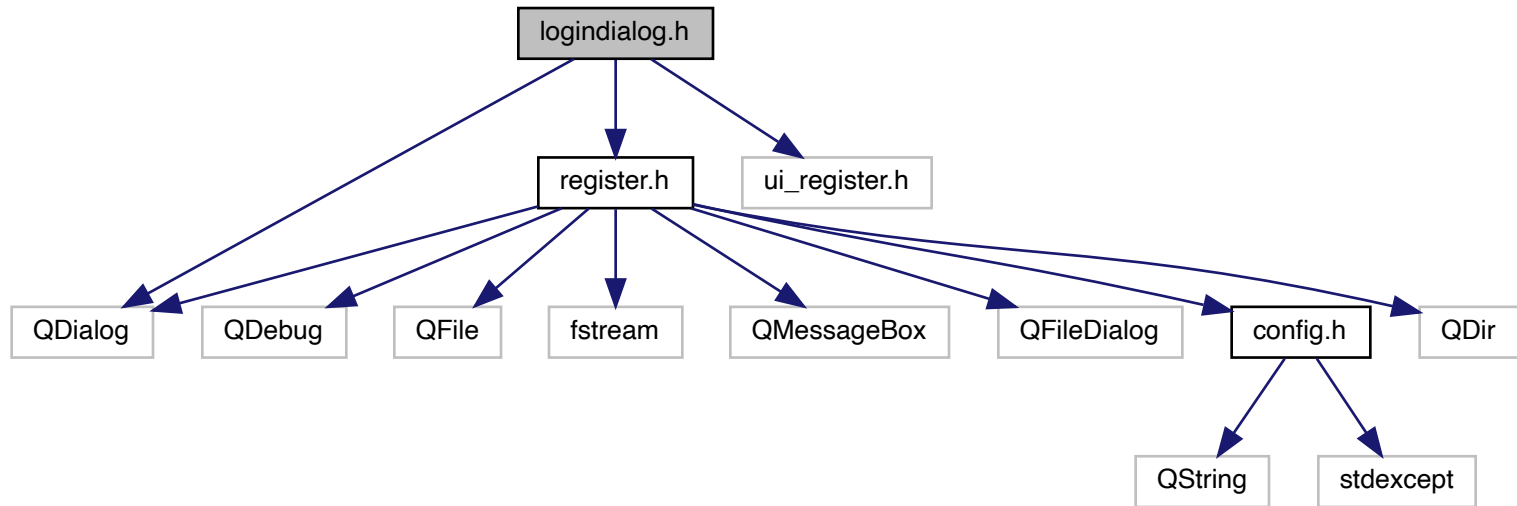 logindialog.h
register.h
ui_register.h
QDialog
QDebug
QFile
fstream
QMessageBox
QFileDialog
config.h
QDir
QString
stdexcept